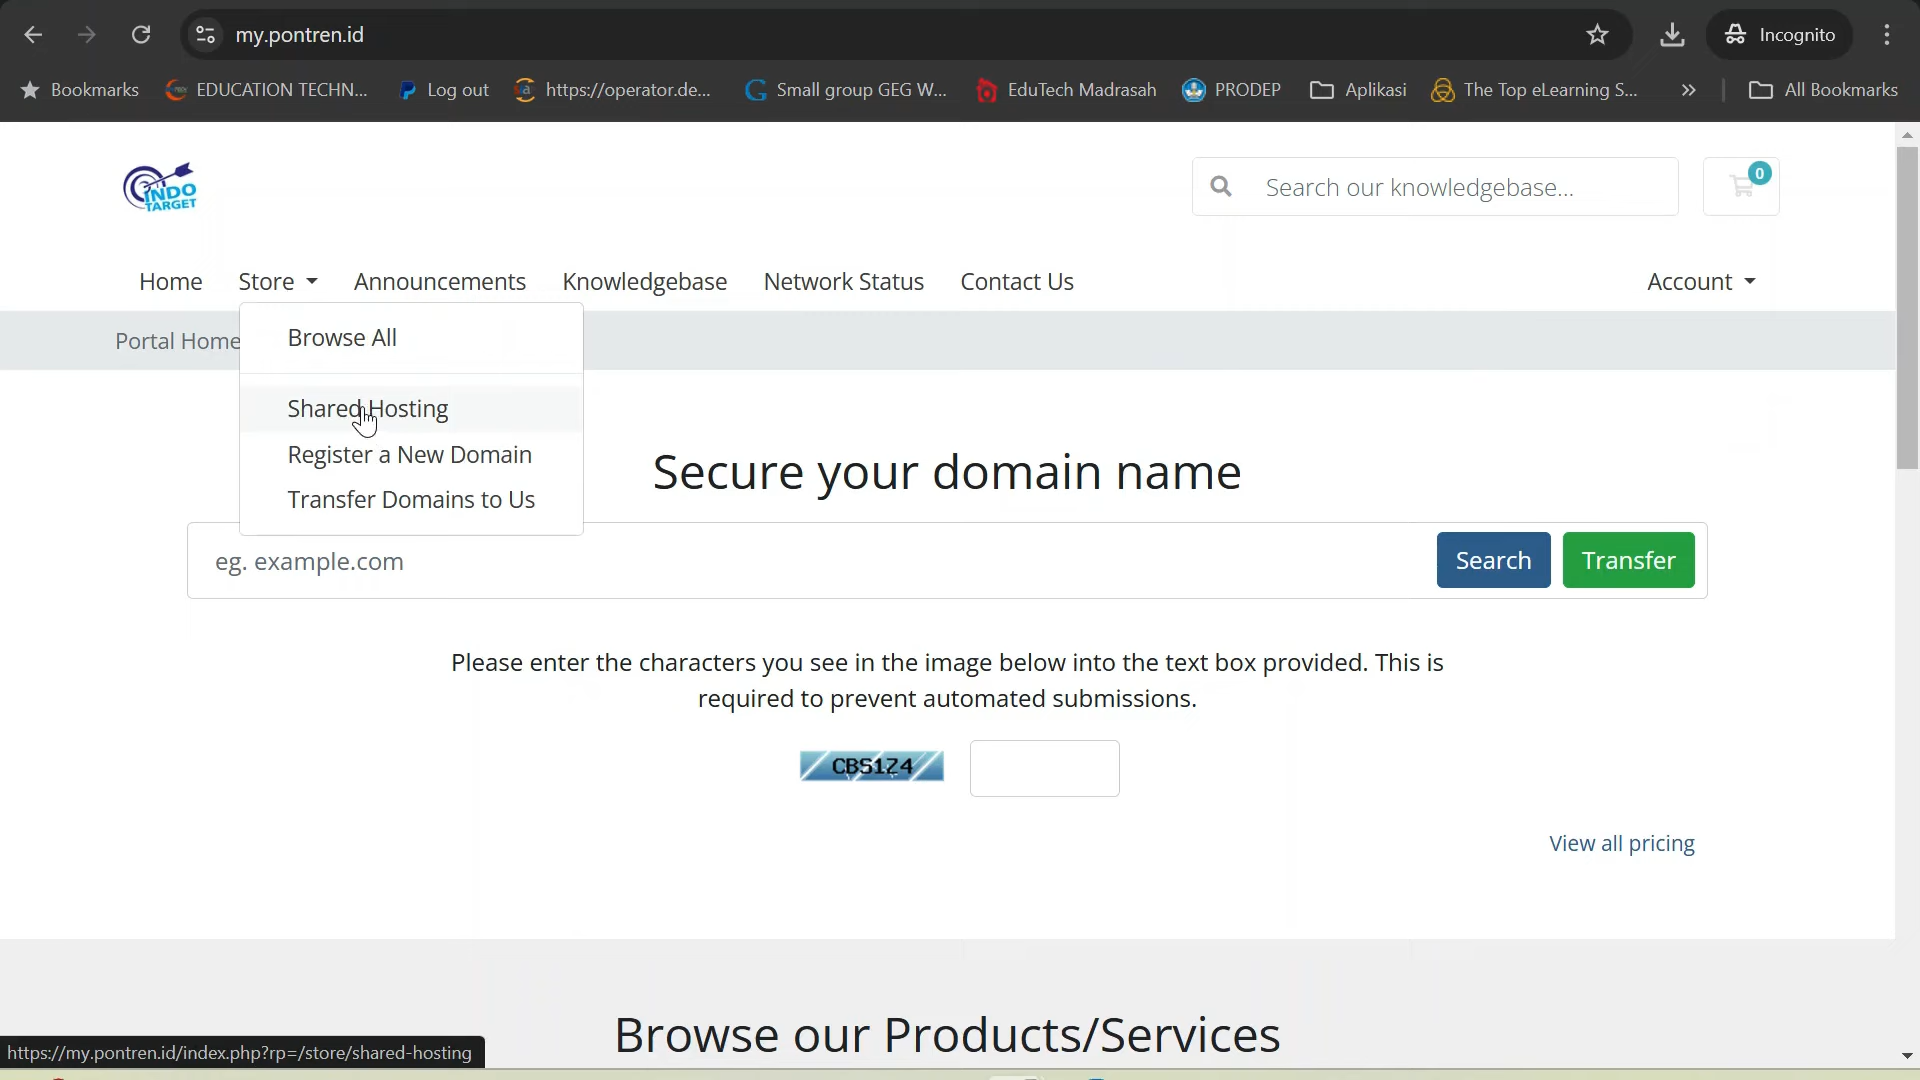 my.pontren.id
Incognito
Bookmarks
EDUCATION TECHN...
Log out
https://operator.de...
Small group GEG W...
EduTech Madrasah
PRODEP
Aplikasi
The Top eLearning S...
All Bookmarks
INDO
TARGET
Search our knowledgebase...
0
Home
Store
Announcements
Knowledgebase
Network Status
Contact Us
Account
Portal Home
Browse All
Shared Hosting
Register a New Domain
Transfer Domains to Us
Secure your domain name
eg. example.com
Search
Transfer
Please enter the characters you see in the image below into the text box provided. This is
required to prevent automated submissions.
CBS1Z4
View all pricing
Browse our Products/Services
https://my.pontren.id/index.php?rp=/store/shared-hosting